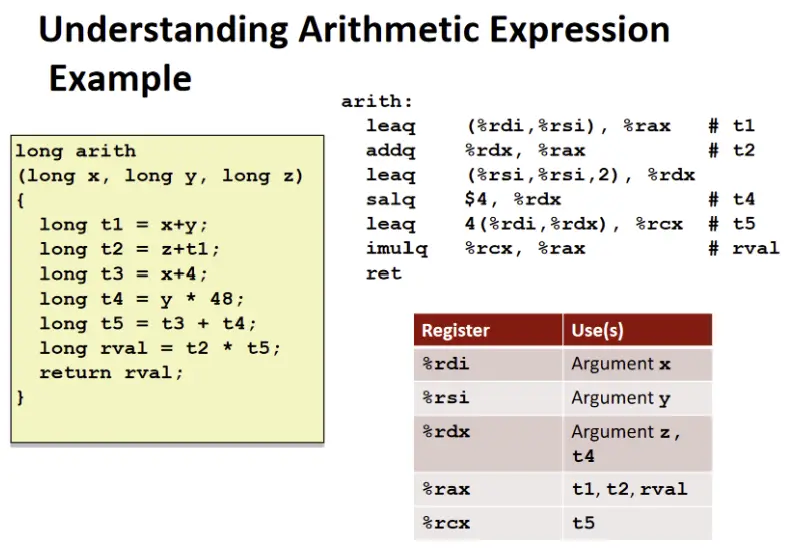 Understanding Arithmetic Expression
Example
long arith
(long x, long y, long z)
{
long t1 = x+y;
long t2 = z+t1;
long t3 = x+4;
long t4 = y * 48;
long t5 = t3 + t4;
long rval = t2 * t5;
return rval;
}
arith:
leaq (%rdi,%rsi), %rax # t1
addq %rdx, %rax # t2
leaq (%rsi,%rsi,2), %rdx
salq $4, %rdx # t4
leaq 4(%rdi,%rdx), %rcx # t5
imulq %rcx, %rax # rval
ret
Register Use(s)
%rdi Argument x
%rsi Argument y
%rdx Argument z,
t4
%rax t1, t2, rval
%rcx t5